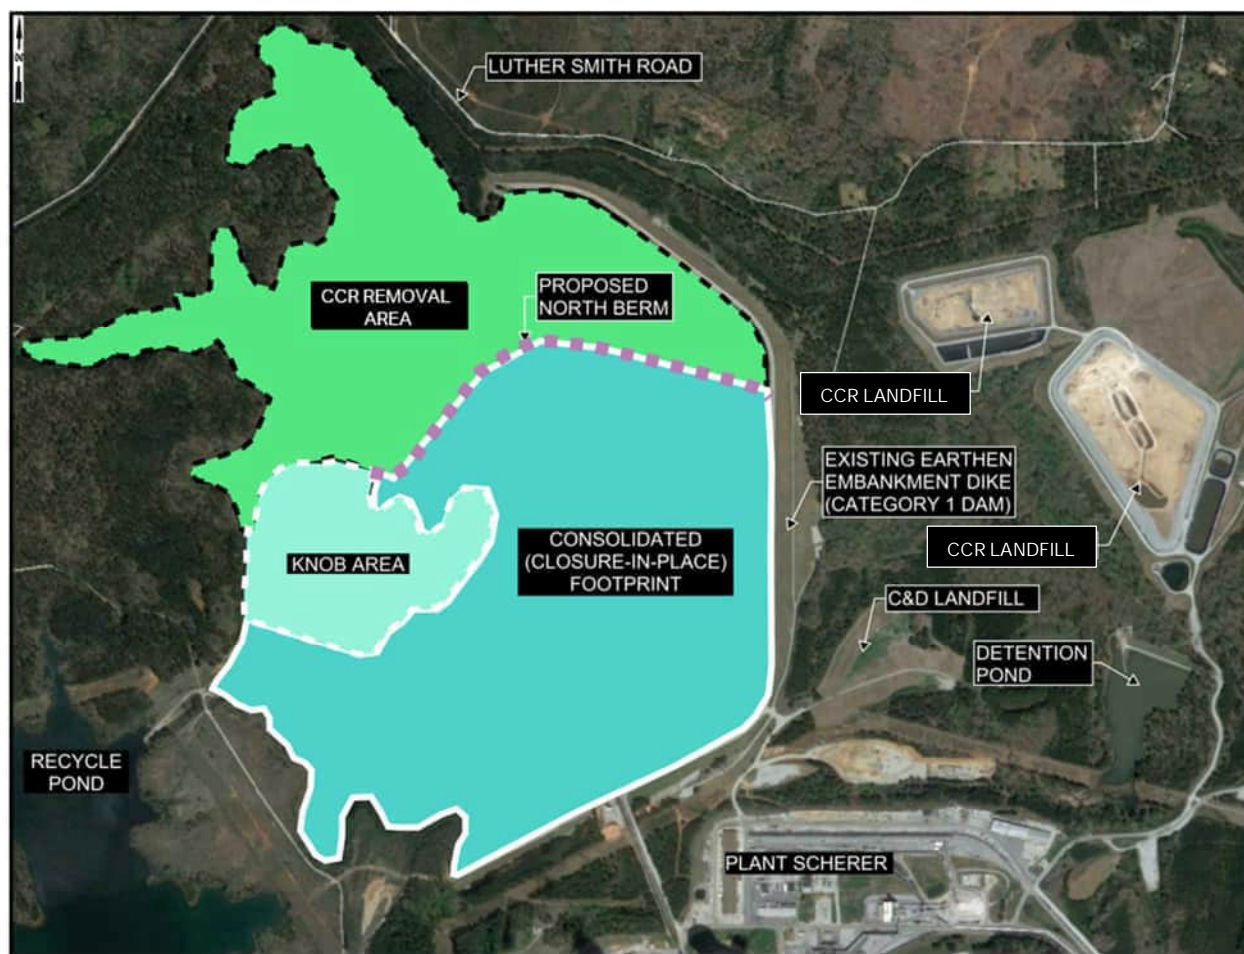 LUTHER SMITH ROAD
CCR REMOVAL
AREA
PROPOSED
NORTH BERM
CCR LANDFILL
EXISTING EARTHEN
EMBANKMENT DIKE
(CATEGORY 1 DAM)
CCR LANDFILL
CONSOLIDATED
(CLOSURE-IN-PLACE)
FOOTPRINT
KNOB AREA
C&D LANDFILL
DETENTION
POND
RECYCLE
POND
PLANT SCHERER